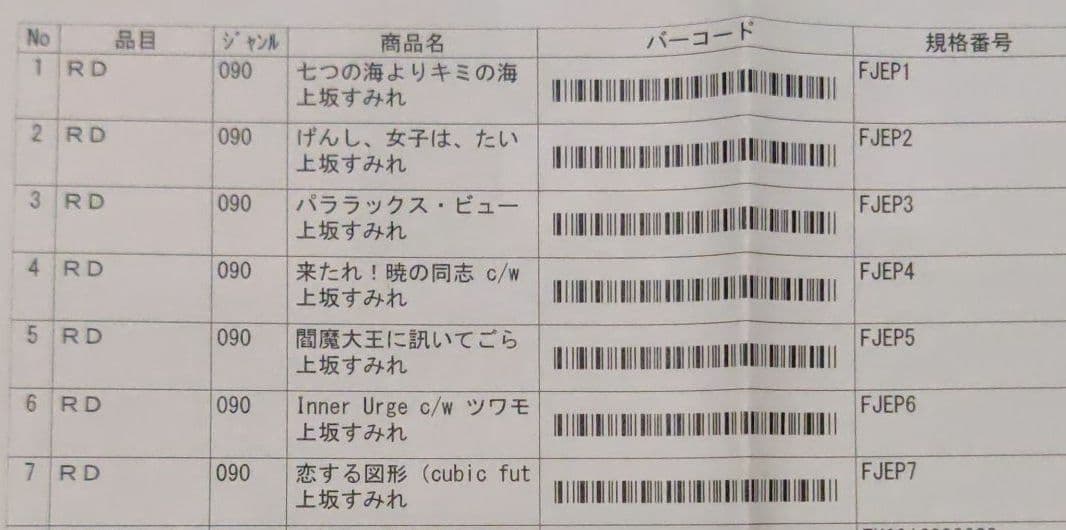 No 品目 ｼﾞｬﾝﾙ 商品名 バーコード 規格番号
1 ＲＤ 090 七つの海よりキミの海 FJEP1
上坂すみれ
2 ＲＤ 090 げんし、女子は、たい FJEP2
上坂すみれ
3 ＲＤ 090 パララックス・ビュー FJEP3
上坂すみれ
4 ＲＤ 090 来たれ！暁の同志 c/w FJEP4
上坂すみれ
5 ＲＤ 090 閻魔大王に訊いてごら FJEP5
上坂すみれ
6 ＲＤ 090 Inner Urge c/w ツワモ FJEP6
上坂すみれ
7 ＲＤ 090 恋する図形（cubic fut FJEP7
上坂すみれ